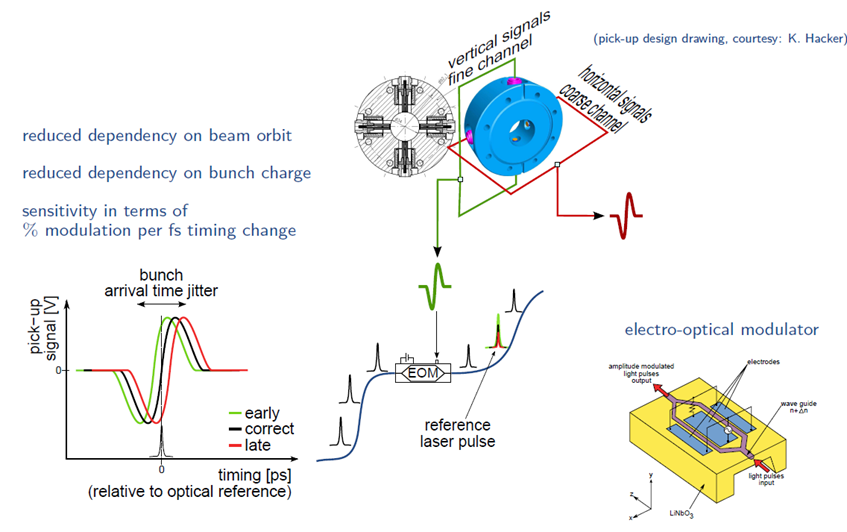 (pick-up design drawing, courtesy: K. Hacker)
vertical signals
fine channel
horizontal signals
coarse channel
reduced dependency on beam orbit
reduced dependency on bunch charge
sensitivity in terms of
% modulation per fs timing change
bunch
arrival time jitter
pick-up
signal [V]
0
early
correct
late
0
timing [ps]
(relative to optical reference)
EOM
reference
laser pulse
electro-optical modulator
amplitude modulated
light pulses
output
electrodes
wave guide
n+Δn
light pulses
input
LiNbO3
y
z
x